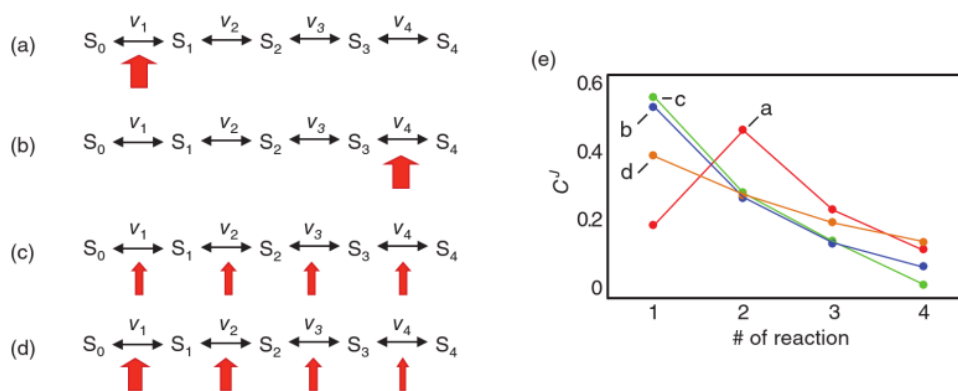 (a) S₀ v₁ S₁ v₂ S₂ v₃ S₃ v₄ S₄
(b) S₀ v₁ S₁ v₂ S₂ v₃ S₃ v₄ S₄
(c) S₀ v₁ S₁ v₂ S₂ v₃ S₃ v₄ S₄
(d) S₀ v₁ S₁ v₂ S₂ v₃ S₃ v₄ S₄
(e)
0.6
0.4
0.2
0
Cᴶ
c
b
a
d
1 2 3 4
# of reaction